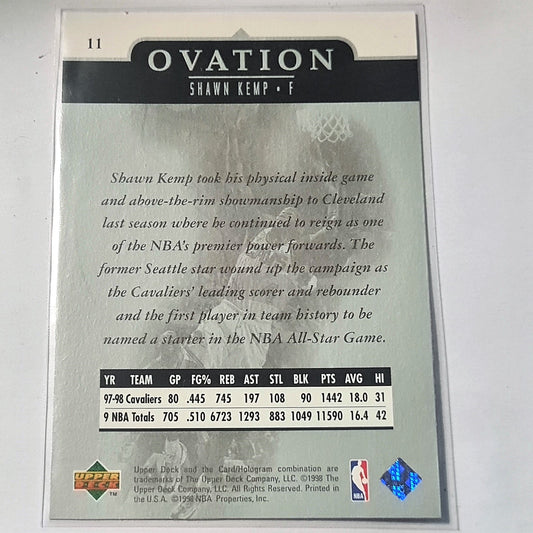 11
OVATION
SHAWN KEMP • F
Shawn Kemp took his physical inside game
and above-the-rim showmanship to Cleveland
last season where he continued to reign as one
of the NBA's premier power forwards. The
former Seattle star wound up the campaign as
the Cavaliers' leading scorer and rebounder
and the first player in team history to be
named a starter in the NBA All-Star Game.
YR TEAM GP FG% REB AST STL BLK PTS AVG HI
97-98 Cavaliers 80 .445 745 197 108 90 1442 18.0 31
9 NBA Totals 705 .510 6723 1293 883 1049 11590 16.4 42
UPPER DECK TM
Upper Deck and the Card/Hologram combination are
trademarks of The Upper Deck Company, LLC. ©1998 The
Upper Deck Company, LLC. All Rights Reserved. Printed in
the U.S.A. ©1998 NBA Properties, Inc.
NBA